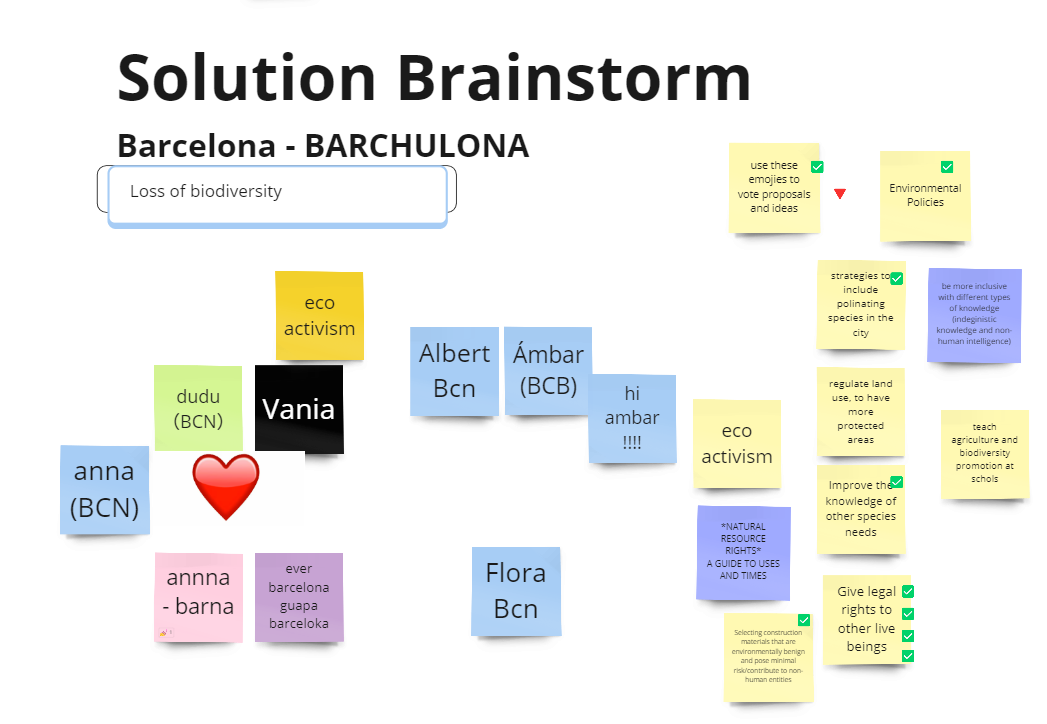 Solution Brainstorm
Barcelona - BARCHULONA
Loss of biodiversity
eco
activism
dudu
(BCN)
Vania
anna
(BCN)
annna
- barna
ever
barcelona
guapa
barceloka
Albert
Bcn
Ámbar
(BCB)
hi
ambar
!!!!
Flora
Bcn
use these
emojies to
vote proposals
and ideas
Environmental
Policies
strategies to
include
polinating
species in the
city
be more inclusive
with different types
of knowledge
(indeginistic
knowledge and non-
human intelligence)
regulate land
use, to have
more
protected
areas
eco
activism
teach
agriculture and
biodiversity
promotion at
schols
Improve the
knowledge of
other species
needs
*NATURAL
RESOURCE
RIGHTS*
A GUIDE TO USES
AND TIMES
Give legal
rights to
other live
beings
Selecting construction
materials that are
environmentally benign
and pose minimal
risk/contribute to non-
human entities